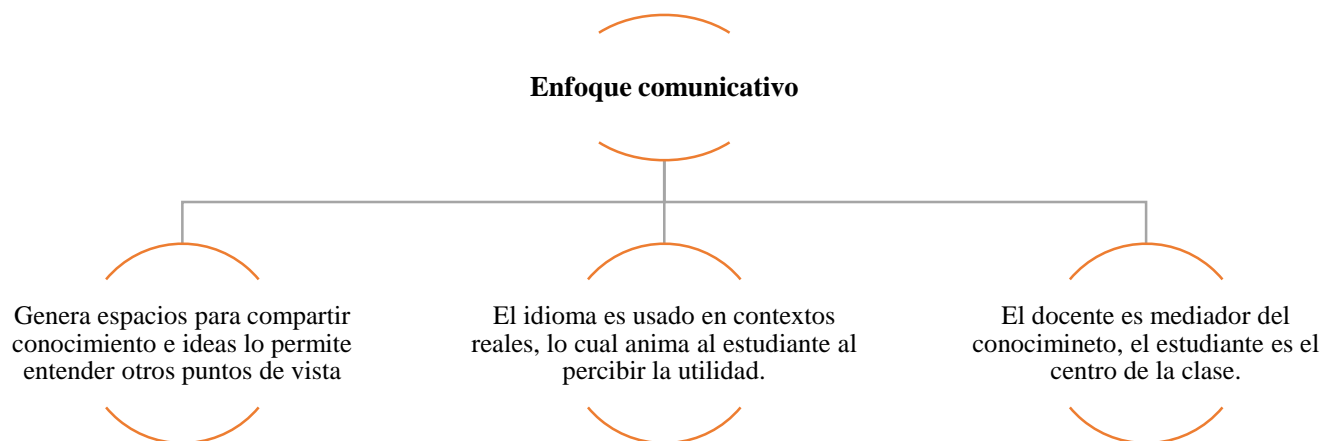 Enfoque comunicativo
Genera espacios para compartir
conocimiento e ideas lo permite
entender otros puntos de vista
El idioma es usado en contextos
reales, lo cual anima al estudiante al
percibir la utilidad.
El docente es mediador del
conocimineto, el estudiante es el
centro de la clase.